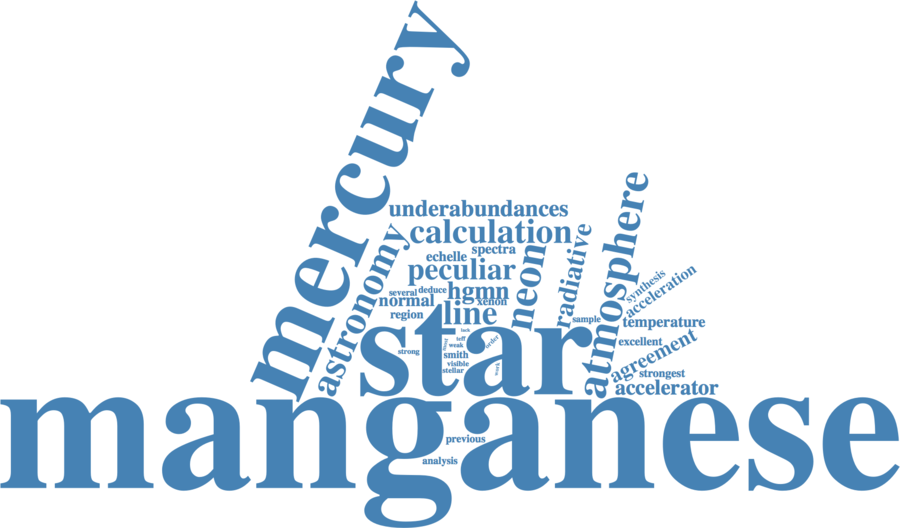 mercury
underabundances
astronomy
calculation
atmosphere
echelle
spectra
neon
radiative
peculiar
several
deduce
hgmn
synthesis
acceleration
normal
xenon
region
line
sample
temperature
star
lack
strong
teff
weak
order
excellent
smith
agreement
visible
stellar
work
strongest
accelerator
manganese
previous
analysis